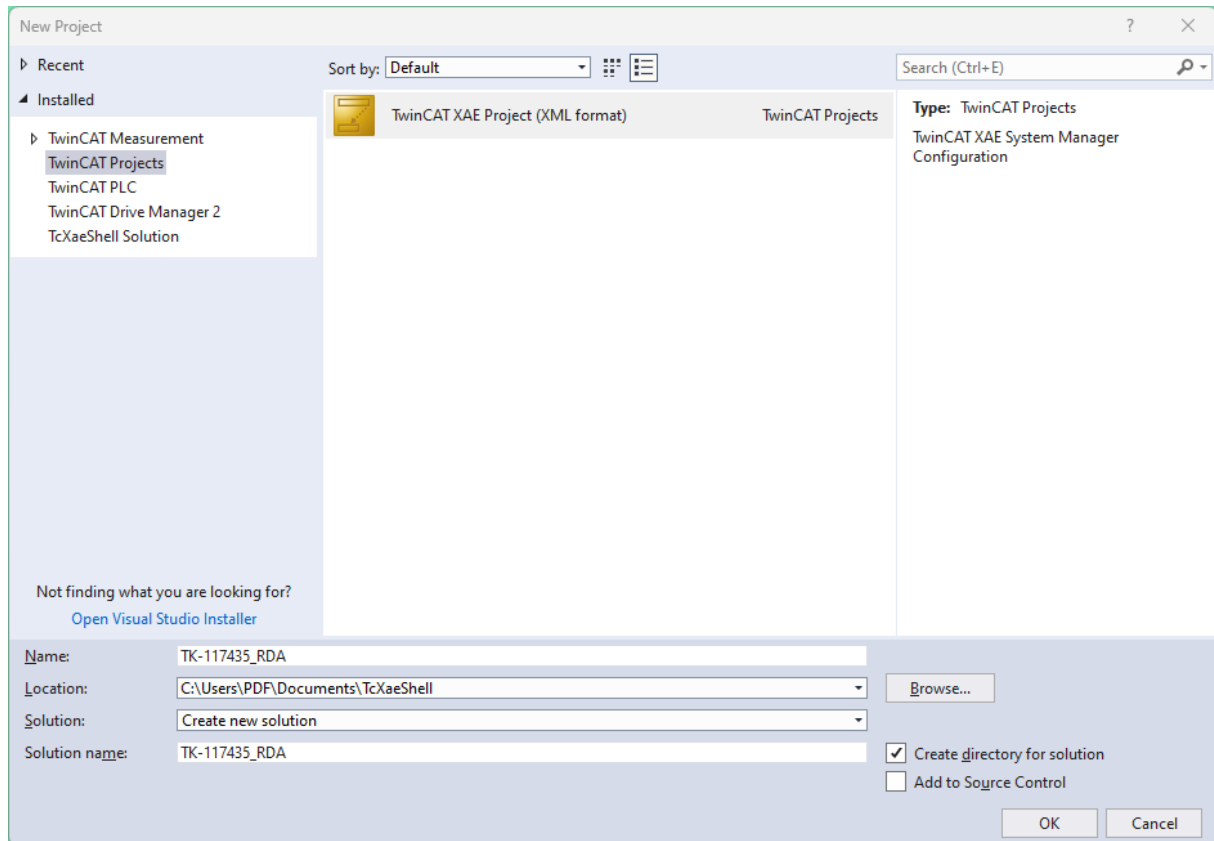 New Project
?
Recent
Installed
TwinCAT Measurement
TwinCAT Projects
TwinCAT PLC
TwinCAT Drive Manager 2
TcXaeShell Solution
Not finding what you are looking for?
Open Visual Studio Installer
Sort by: Default
TwinCAT XAE Project (XML format) TwinCAT Projects
Search (Ctrl+E)
Type: TwinCAT Projects
TwinCAT XAE System Manager
Configuration
Name: TK-117435_RDA
Location: C:\Users\PDF\Documents\TcXaeShell Browse...
Solution: Create new solution
Solution name: TK-117435_RDA
Create directory for solution
Add to Source Control
OK Cancel